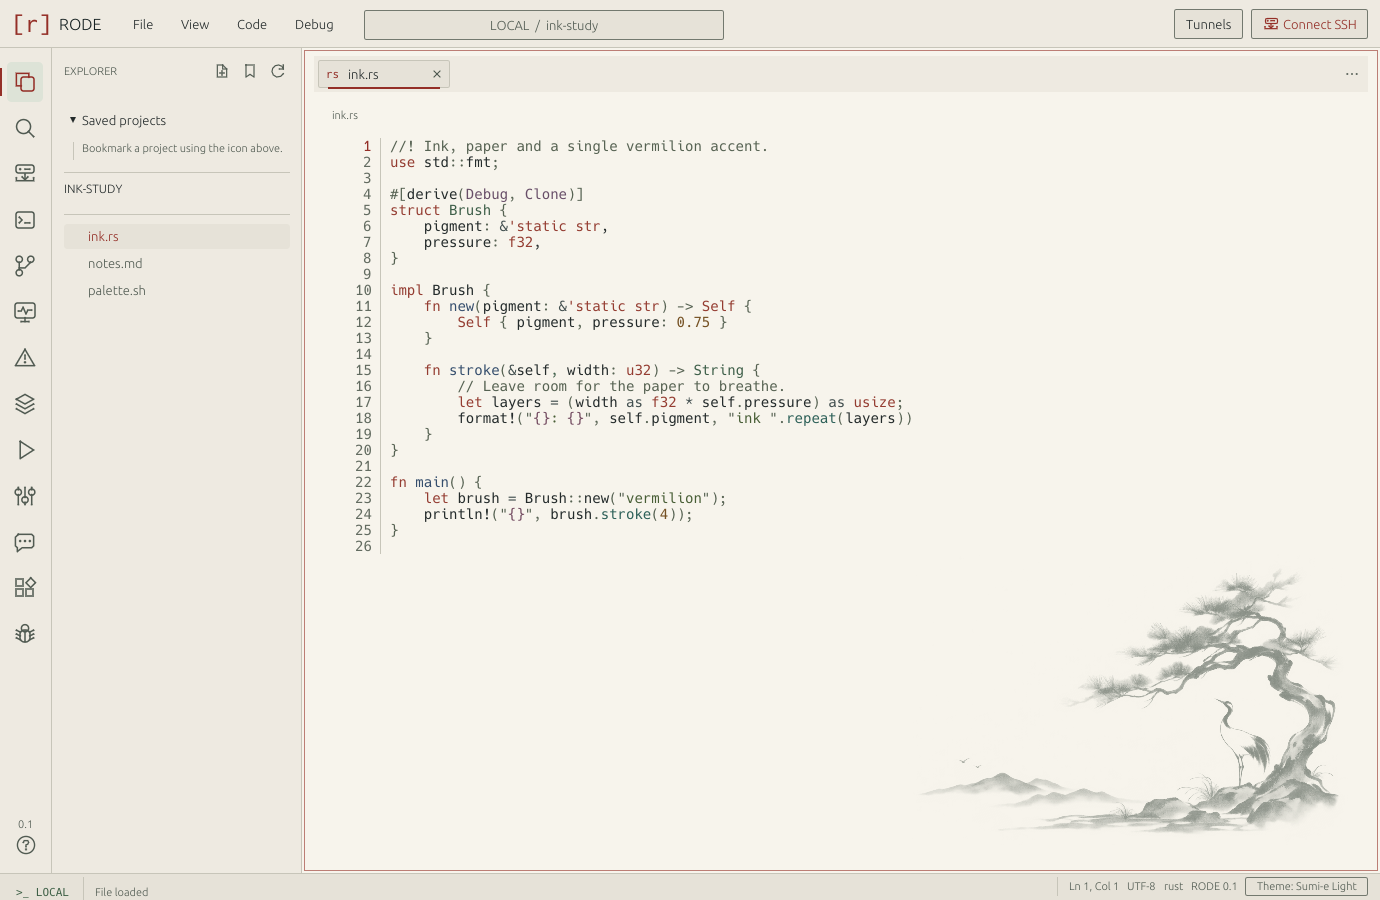 [r] RODE File View Code Debug LOCAL / ink-study Tunnels Connect SSH
EXPLORER
Saved projects
Bookmark a project using the icon above.
INK-STUDY
ink.rs
notes.md
palette.sh
0.1
rs ink.rs × ...
ink.rs
1 //! Ink, paper and a single vermilion accent.
2 use std::fmt;
3
4 #[derive(Debug, Clone)]
5 struct Brush {
6     pigment: &'static str,
7     pressure: f32,
8 }
9
10 impl Brush {
11     fn new(pigment: &'static str) -> Self {
12         Self { pigment, pressure: 0.75 }
13     }
14
15     fn stroke(&self, width: u32) -> String {
16         // Leave room for the paper to breathe.
17         let layers = (width as f32 * self.pressure) as usize;
18         format!("{}: {}", self.pigment, "ink ".repeat(layers))
19     }
20 }
21
22 fn main() {
23     let brush = Brush::new("vermilion");
24     println!("{}", brush.stroke(4));
25 }
26
>_ LOCAL File loaded Ln 1, Col 1 UTF-8 rust RODE 0.1 Theme: Sumi-e Light